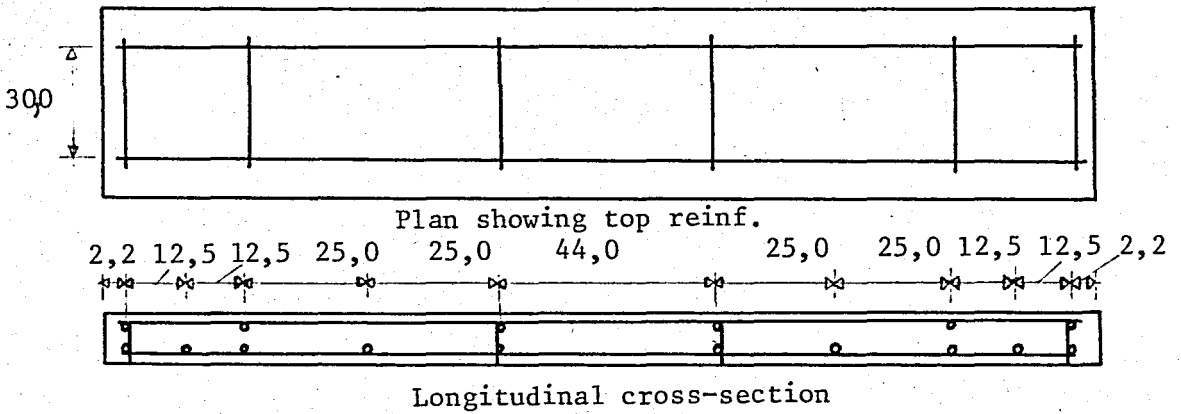 30,0
Plan showing top reinf.
2,2 12,5 12,5 25,0 25,0 44,0 25,0 25,0 12,5 12,5 2,2
Longitudinal cross-section